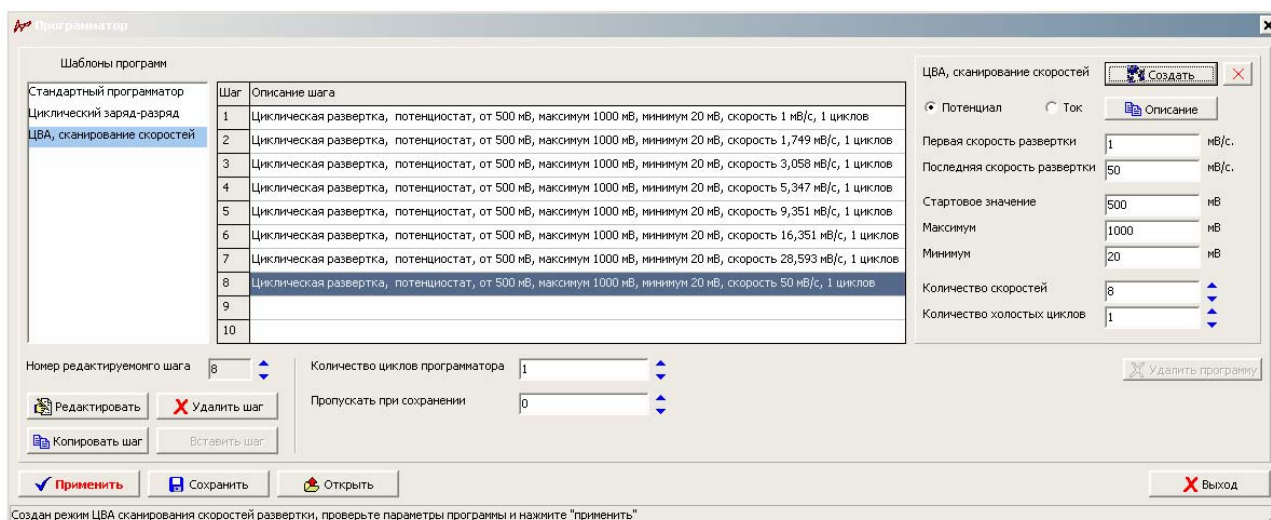 Программатор
Шаблоны программ
Стандартный программатор
Циклический заряд-разряд
ЦВА, сканирование скоростей
Шаг Описание шага
1 Циклическая развертка, потенциостат, от 500 мВ, максимум 1000 мВ, минимум 20 мВ, скорость 1 мВ/с, 1 циклов
2 Циклическая развертка, потенциостат, от 500 мВ, максимум 1000 мВ, минимум 20 мВ, скорость 1,749 мВ/с, 1 циклов
3 Циклическая развертка, потенциостат, от 500 мВ, максимум 1000 мВ, минимум 20 мВ, скорость 3,058 мВ/с, 1 циклов
4 Циклическая развертка, потенциостат, от 500 мВ, максимум 1000 мВ, минимум 20 мВ, скорость 5,347 мВ/с, 1 циклов
5 Циклическая развертка, потенциостат, от 500 мВ, максимум 1000 мВ, минимум 20 мВ, скорость 9,351 мВ/с, 1 циклов
6 Циклическая развертка, потенциостат, от 500 мВ, максимум 1000 мВ, минимум 20 мВ, скорость 16,351 мВ/с, 1 циклов
7 Циклическая развертка, потенциостат, от 500 мВ, максимум 1000 мВ, минимум 20 мВ, скорость 28,593 мВ/с, 1 циклов
8 Циклическая развертка, потенциостат, от 500 мВ, максимум 1000 мВ, минимум 20 мВ, скорость 50 мВ/с, 1 циклов
9
10
ЦВА, сканирование скоростей Создать
Потенциал Ток Описание
Первая скорость развертки 1 мВ/с.
Последняя скорость развертки 50 мВ/с.
Стартовое значение 500 мВ
Максимум 1000 мВ
Минимум 20 мВ
Количество скоростей 8
Количество холостых циклов 1
Номер редактируемомго шага 8
Количество циклов программатора 1
Удалить программу
Редактировать Удалить шаг
Пропускать при сохранении 0
Копировать шаг Вставить шаг
Применить Сохранить Открыть Выход
Создан режим ЦВА сканирования скоростей развертки, проверьте параметры программы и нажмите "применить"